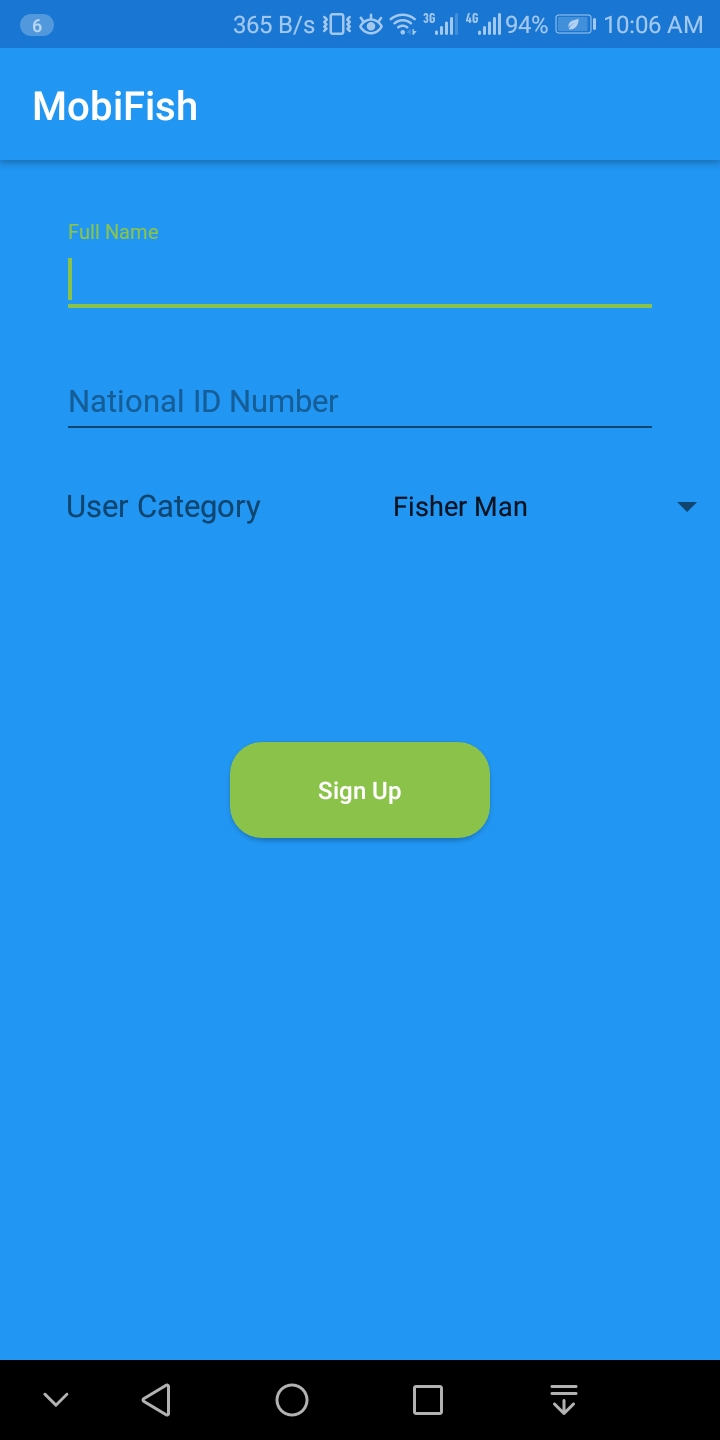 6 365 B/s 3G 4G 94% 10:06 AM
MobiFish
Full Name
National ID Number
User Category Fisher Man
Sign Up